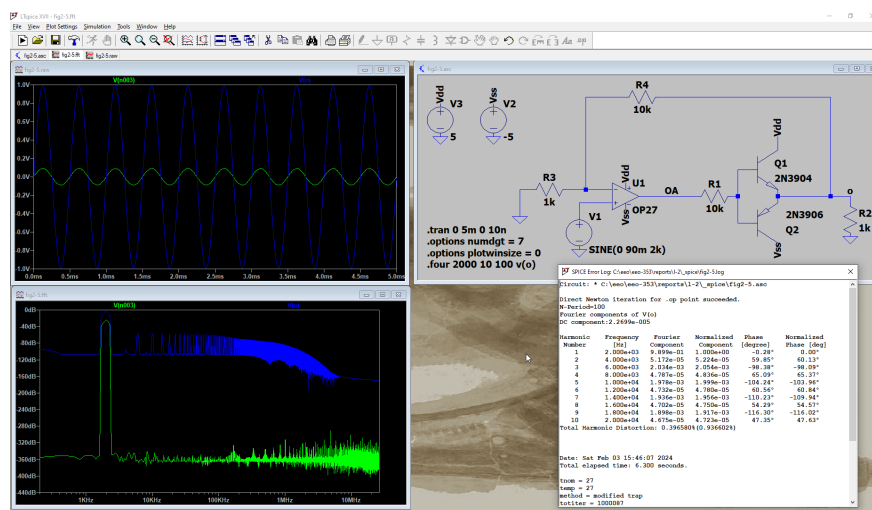 LTspice XVII - fig2-5.fft
File View Plot Settings Simulation Tools Window Help
fig2-5.asc fig2-5.fft fig2-5.raw
fig2-5.raw
V(n003)
1.0V
0.8V
0.6V
0.4V
0.2V
0.0V
-0.2V
-0.4V
-0.6V
-0.8V
-1.0V
0.0ms 0.5ms 1.0ms 1.5ms 2.0ms 2.5ms 3.0ms 3.5ms 4.0ms 4.5ms 5.0ms
fig2-5.fft
V(n003)
0dB
-40dB
-80dB
-120dB
-160dB
-200dB
-240dB
-280dB
-320dB
-360dB
-400dB
-440dB
1KHz 10KHz 100KHz 1MHz 10MHz
fig2-5.asc
Vdd
V3
5
Vss
V2
-5
R4
10k
R3
1k
Vdd
U1
OP27
Vss
V1
SINE(0 90m 2k)
OA
R1
10k
Vdd
Q1
2N3904
2N3906
Q2
Vss
o
R2
1k
.tran 0 5m 0 10n
.options numdgt = 7
.options plotwinsize = 0
.four 2000 10 100 v(o)
SPICE Error Log: C:\eeo\eeo-353\reports\l-2\_spice\fig2-5.log
Circuit: * C:\eeo\eeo-353\reports\l-2\_spice\fig2-5.asc
Direct Newton iteration for .op point succeeded.
N-Period=100
Fourier components of V(o)
DC component:2.2699e-005
Harmonic Frequency Fourier Normalized Phase Normalized
Number [Hz] Component Component [degree] Phase [deg]
1 2.000e+03 9.899e-01 1.000e+00 -0.28° 0.00°
2 4.000e+03 5.172e-05 5.224e-05 59.85° 60.13°
3 6.000e+03 2.034e-03 2.054e-03 -98.38° -98.09°
4 8.000e+03 4.787e-05 4.836e-05 65.09° 65.37°
5 1.000e+04 1.978e-03 1.999e-03 -104.24° -103.96°
6 1.200e+04 4.732e-05 4.780e-05 60.56° 60.84°
7 1.400e+04 1.936e-03 1.956e-03 -110.23° -109.94°
8 1.600e+04 4.702e-05 4.750e-05 54.29° 54.57°
9 1.800e+04 1.898e-03 1.917e-03 -116.30° -116.02°
10 2.000e+04 4.675e-05 4.723e-05 47.35° 47.63°
Total Harmonic Distortion: 0.396580%(0.936602%)
Date: Sat Feb 03 15:46:07 2024
Total elapsed time: 6.300 seconds.
tnom = 27
temp = 27
method = modified trap
totiter = 1000087